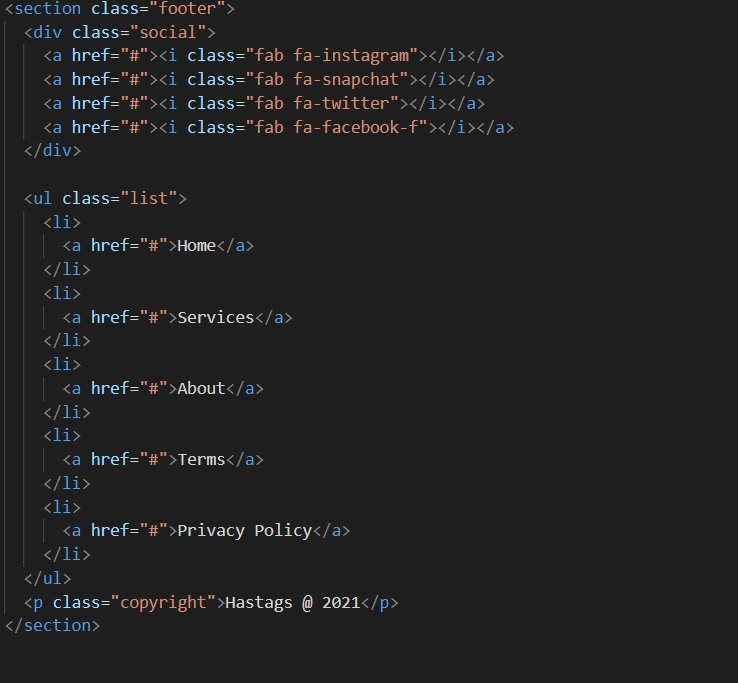 <section class="footer">
<div class="social">
<a href="#"><i class="fab fa-instagram"></i></a>
<a href="#"><i class="fab fa-snapchat"></i></a>
<a href="#"><i class="fab fa-twitter"></i></a>
<a href="#"><i class="fab fa-facebook-f"></i></a>
</div>
<ul class="list">
<li>
<a href="#">Home</a>
</li>
<li>
<a href="#">Services</a>
</li>
<li>
<a href="#">About</a>
</li>
<li>
<a href="#">Terms</a>
</li>
<li>
<a href="#">Privacy Policy</a>
</li>
</ul>
<p class="copyright">Hastags @ 2021</p>
</section>